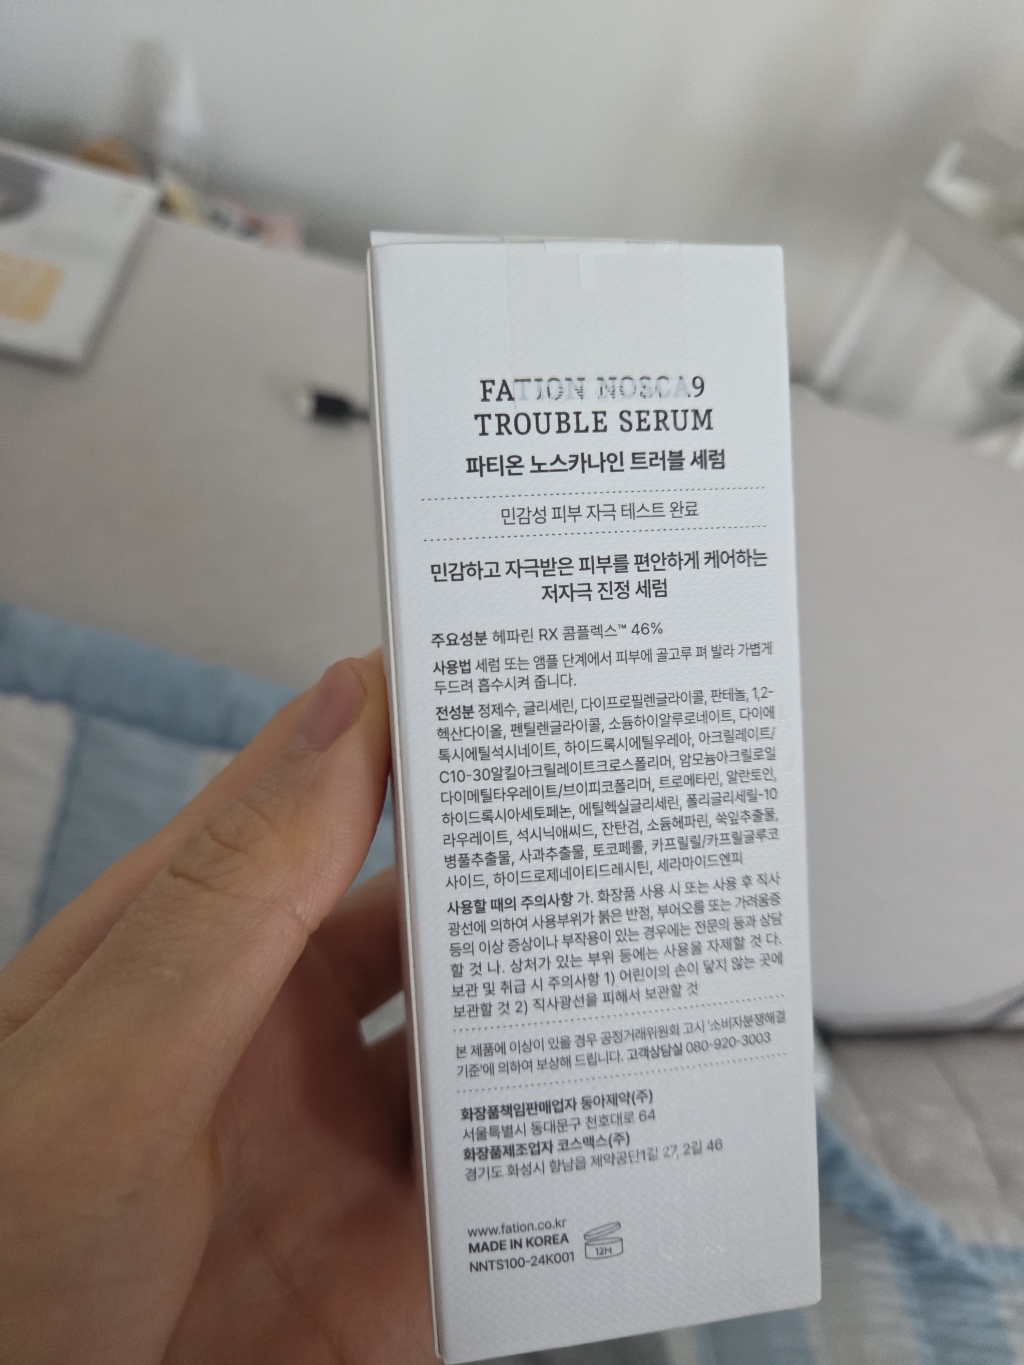 FATION NOSCA9
TROUBLE SERUM
파티온 노스카나인 트러블 세럼
민감성 피부 자극 테스트 완료
민감하고 자극받은 피부를 편안하게 케어하는
저자극 진정 세럼
주요성분 헤파린 RX 콤플렉스™ 46%
사용법 세럼 또는 앰플 단계에서 피부에 골고루 펴 발라 가볍게
두드려 흡수시켜 줍니다.
전성분 정제수, 글리세린, 다이프로필렌글라이콜, 판테놀, 1,2-
헥산다이올, 펜틸렌글라이콜, 소듐하이알루로네이트, 다이에
톡시에틸석시네이트, 하이드록시에틸우레아, 아크릴레이트/
C10-30알킬아크릴레이트크로스폴리머, 암모늄아크릴로일
다이메틸타우레이트/브이피코폴리머, 트로메타민, 알란토인,
하이드록시아세토페논, 에틸헥실글리세린, 폴리글리세릴-10
라우레이트, 석시닉애씨드, 잔탄검, 소듐헤파린, 쑥잎추출물,
병풀추출물, 사과추출물, 토코페롤, 카프릴릴/카프릴글루코
사이드, 하이드로제네이티드레시틴, 세라마이드엔피
사용할 때의 주의사항 가. 화장품 사용 시 또는 사용 후 직사
광선에 의하여 사용부위가 붉은 반점, 부어오름 또는 가려움증
등의 이상 증상이나 부작용이 있는 경우에는 전문의 등과 상담
할 것 나. 상처가 있는 부위 등에는 사용을 자제할 것 다.
보관 및 취급 시 주의사항 1) 어린이의 손이 닿지 않는 곳에
보관할 것 2) 직사광선을 피해서 보관할 것
본 제품에 이상이 있을 경우 공정거래위원회 고시 '소비자분쟁해결
기준'에 의하여 보상해 드립니다. 고객상담실 080-920-3003
화장품책임판매업자 동아제약(주)
서울특별시 동대문구 천호대로 64
화장품제조업자 코스맥스(주)
경기도 화성시 향남읍 제약공단1길 27, 2길 46
www.fation.co.kr
MADE IN KOREA
NNTS100-24K001
12M